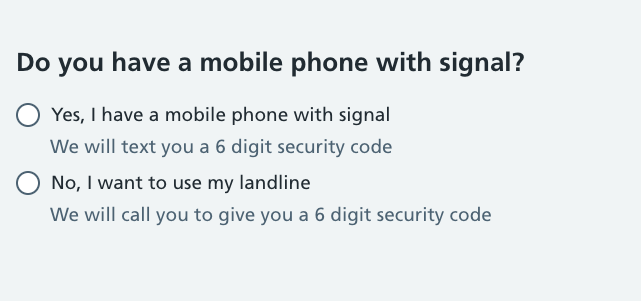 Do you have a mobile phone with signal?
Yes, I have a mobile phone with signal
We will text you a 6 digit security code
No, I want to use my landline
We will call you to give you a 6 digit security code